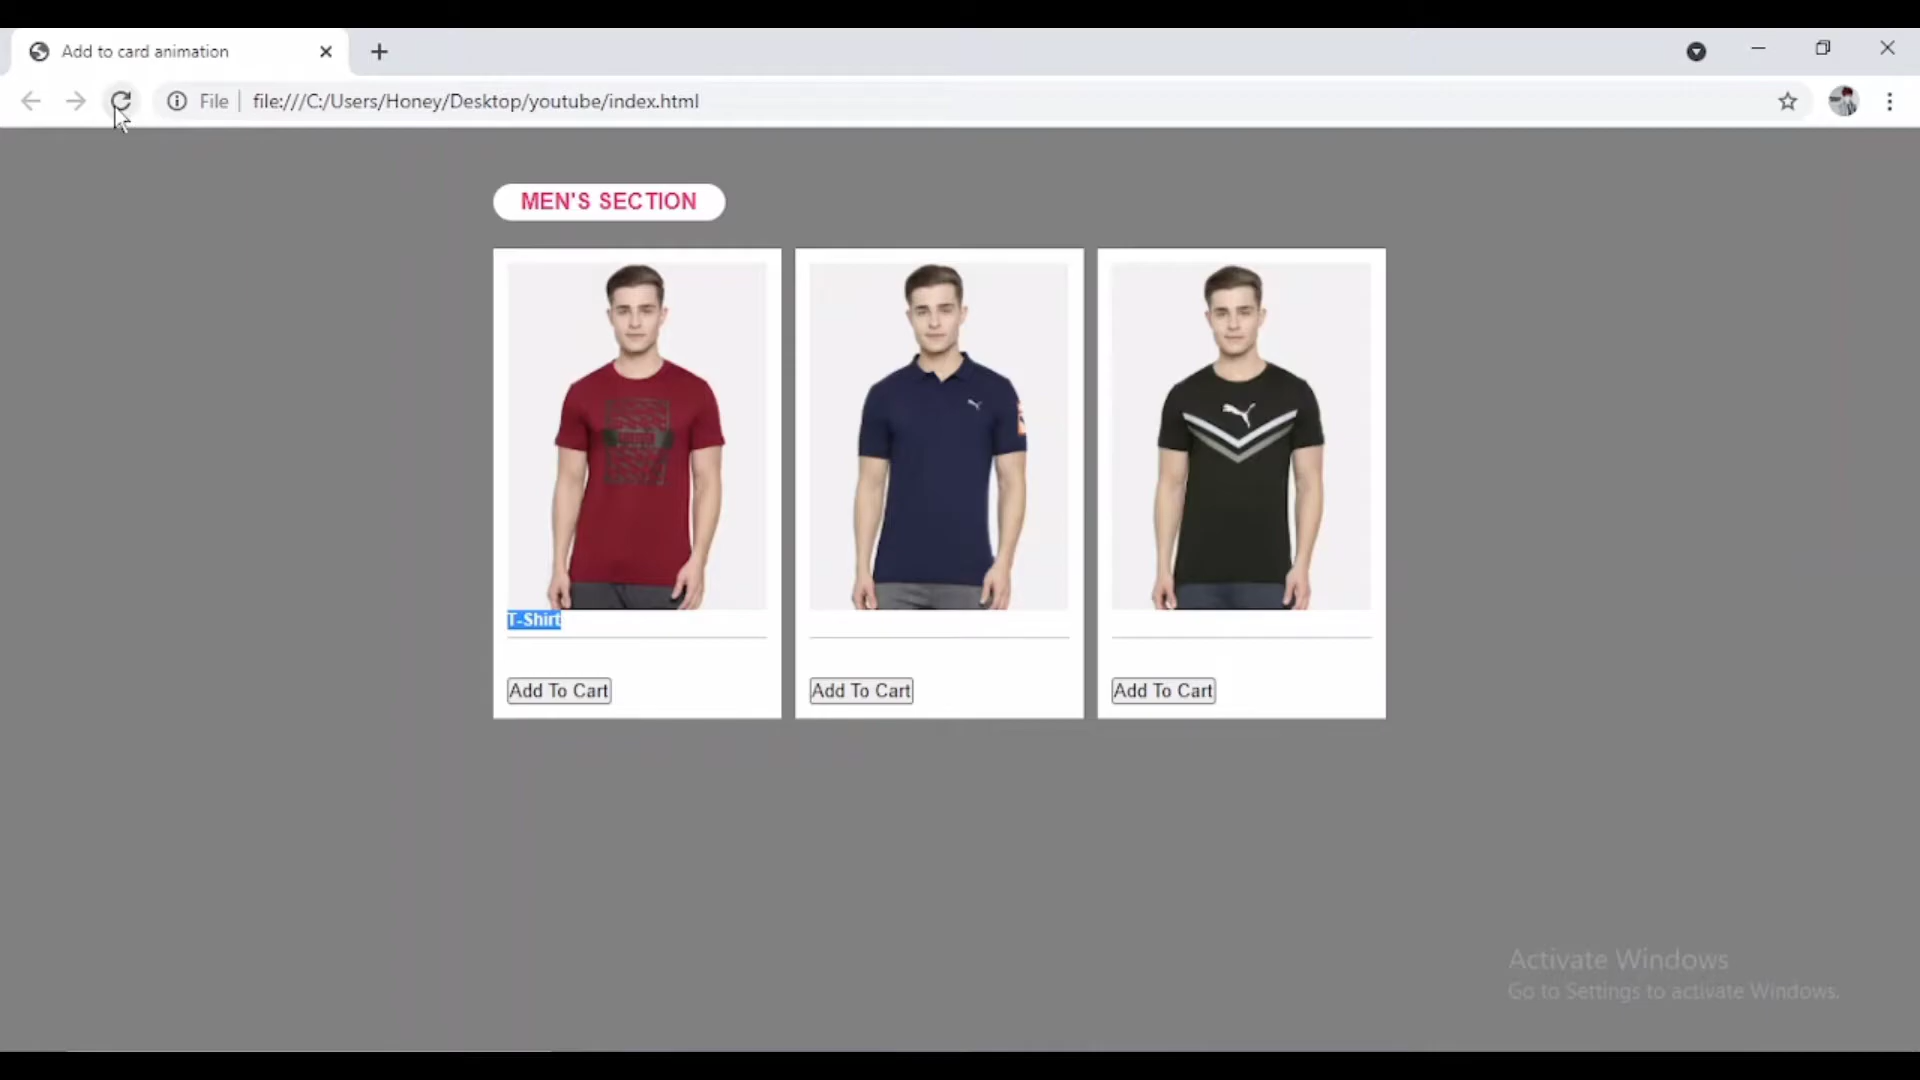 Add to card animation
File
file:///C:/Users/Honey/Desktop/youtube/index.html
MEN'S SECTION
T-Shirt
Add To Cart
Add To Cart
Add To Cart
Activate Windows
Go to Settings to activate Windows.